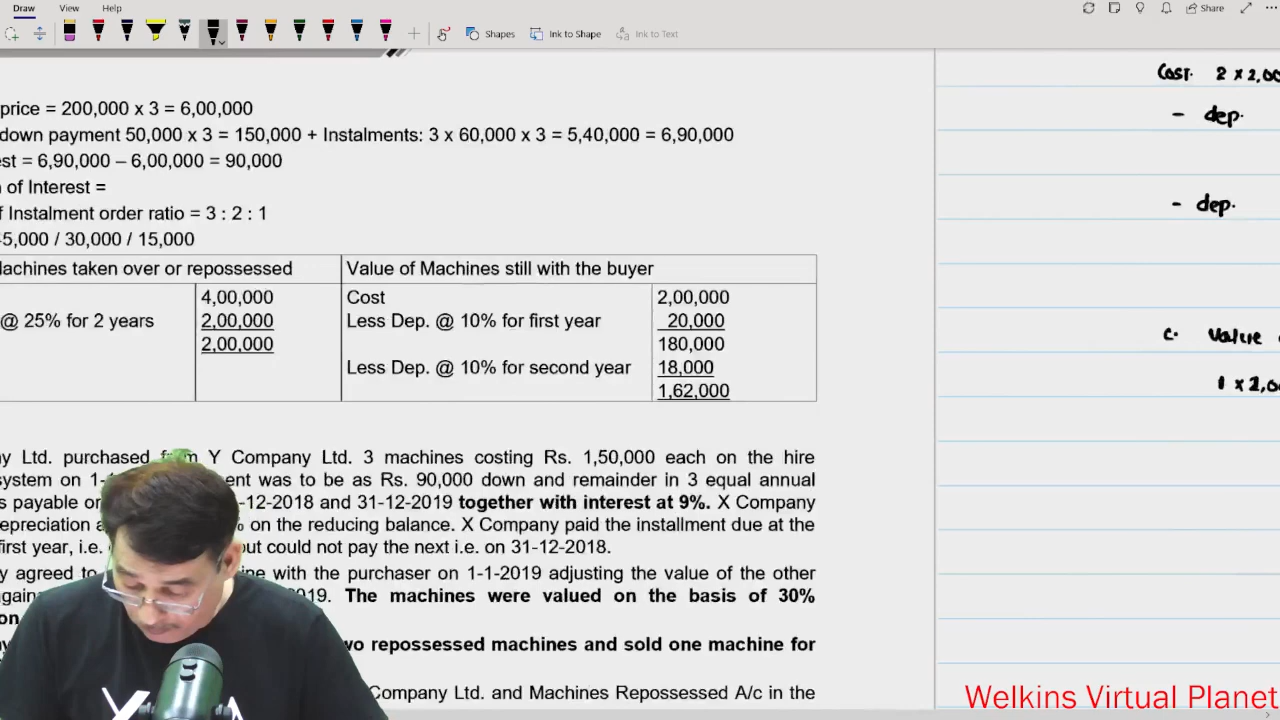 Draw View Help
Share
Shapes Ink to Shape Ink to Text
price = 200,000 x 3 = 6,00,000
down payment 50,000 x 3 = 150,000 + Instalments: 3 x 60,000 x 3 = 5,40,000 = 6,90,000
est = 6,90,000 – 6,00,000 = 90,000
of Interest =
f Instalment order ratio = 3 : 2 : 1
45,000 / 30,000 / 15,000
achines taken over or repossessed Value of Machines still with the buyer
4,00,000 Cost 2,00,000
@ 25% for 2 years 2,00,000 Less Dep. @ 10% for first year 20,000
2,00,000 180,000
Less Dep. @ 10% for second year 18,000
1,62,000
ny Ltd. purchased from Y Company Ltd. 3 machines costing Rs. 1,50,000 each on the hire
system on 1- ent was to be as Rs. 90,000 down and remainder in 3 equal annual
s payable on -12-2018 and 31-12-2019 together with interest at 9%. X Company
depreciation a % on the reducing balance. X Company paid the installment due at the
first year, i.e. but could not pay the next i.e. on 31-12-2018.
y agreed to ine with the purchaser on 1-1-2019 adjusting the value of the other
again 2019. The machines were valued on the basis of 30%
on
wo repossessed machines and sold one machine for
Company Ltd. and Machines Repossessed A/c in the
Cost. 2 x 2,00
- dep.
- dep.
c. Value
1 x 2,0
Welkins Virtual Planet